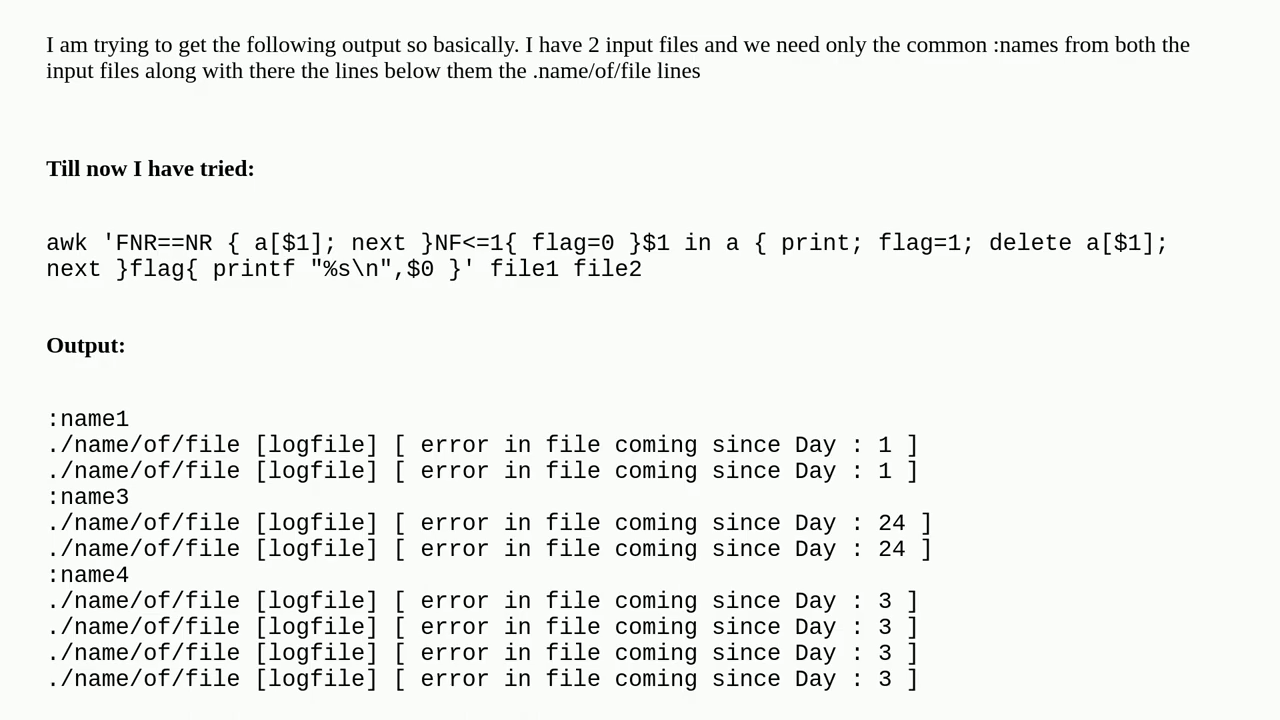 I am trying to get the following output so basically. I have 2 input files and we need only the common :names from both the
input files along with there the lines below them the .name/of/file lines
Till now I have tried:
awk 'FNR==NR { a[$1]; next }NF<=1{ flag=0 }$1 in a { print; flag=1; delete a[$1];
next }flag{ printf "%s\n",$0 }' file1 file2
Output:
:name1
./name/of/file [logfile] [ error in file coming since Day : 1 ]
./name/of/file [logfile] [ error in file coming since Day : 1 ]
:name3
./name/of/file [logfile] [ error in file coming since Day : 24 ]
./name/of/file [logfile] [ error in file coming since Day : 24 ]
:name4
./name/of/file [logfile] [ error in file coming since Day : 3 ]
./name/of/file [logfile] [ error in file coming since Day : 3 ]
./name/of/file [logfile] [ error in file coming since Day : 3 ]
./name/of/file [logfile] [ error in file coming since Day : 3 ]